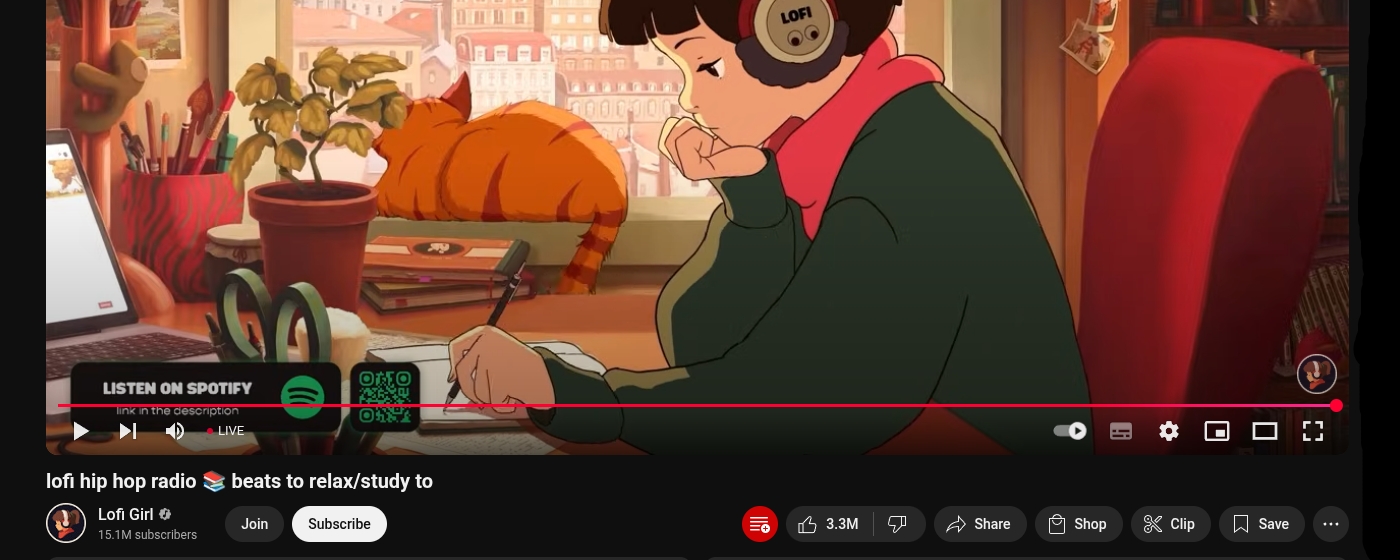 LOFI
LISTEN ON SPOTIFY
link in the description
LIVE
lofi hip hop radio 📚 beats to relax/study to
Lofi Girl
15.1M subscribers
Join
Subscribe
3.3M
Share
Shop
Clip
Save